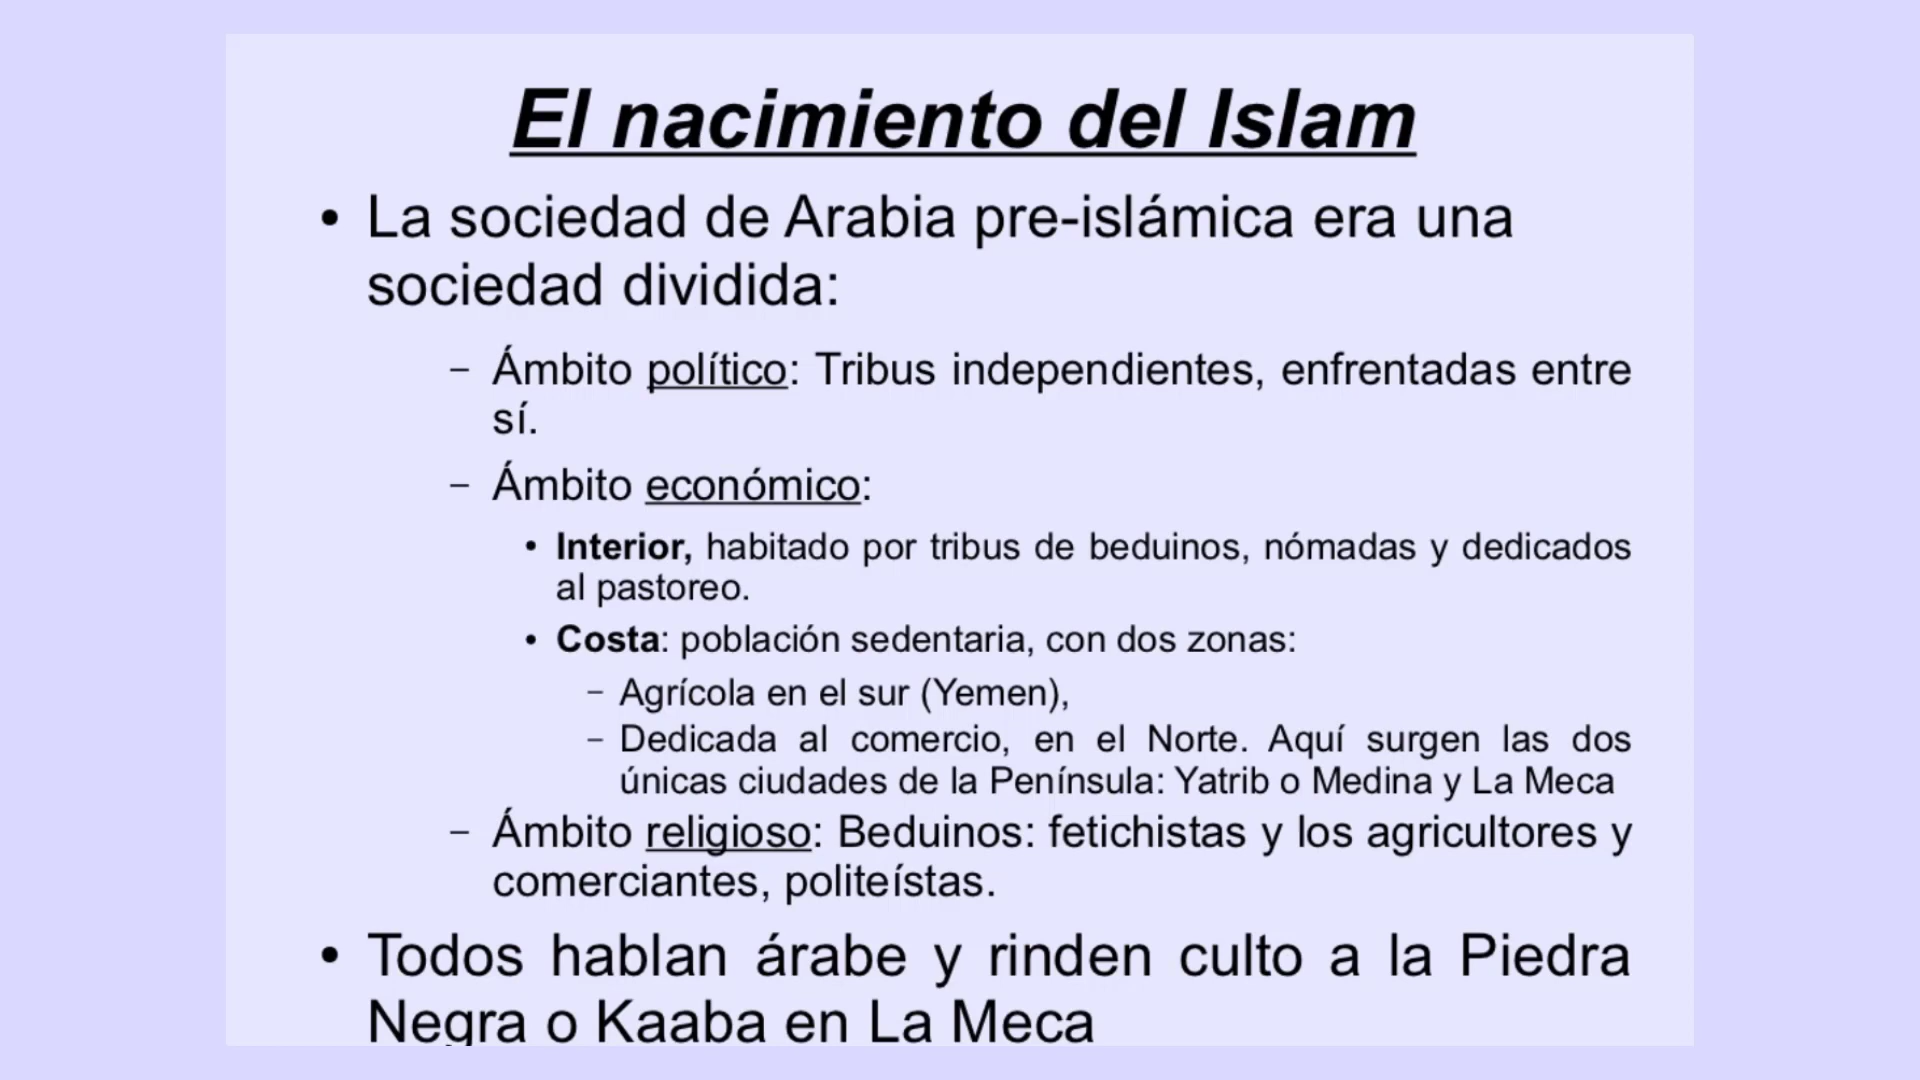 El nacimiento del Islam
• La sociedad de Arabia pre-islámica era una
sociedad dividida:
– Ámbito político: Tribus independientes, enfrentadas entre
sí.
– Ámbito económico:
• Interior, habitado por tribus de beduinos, nómadas y dedicados
al pastoreo.
• Costa: población sedentaria, con dos zonas:
– Agrícola en el sur (Yemen),
– Dedicada al comercio, en el Norte. Aquí surgen las dos
únicas ciudades de la Península: Yatrib o Medina y La Meca
– Ámbito religioso: Beduinos: fetichistas y los agricultores y
comerciantes, politeístas.
• Todos hablan árabe y rinden culto a la Piedra
Negra o Kaaba en La Meca